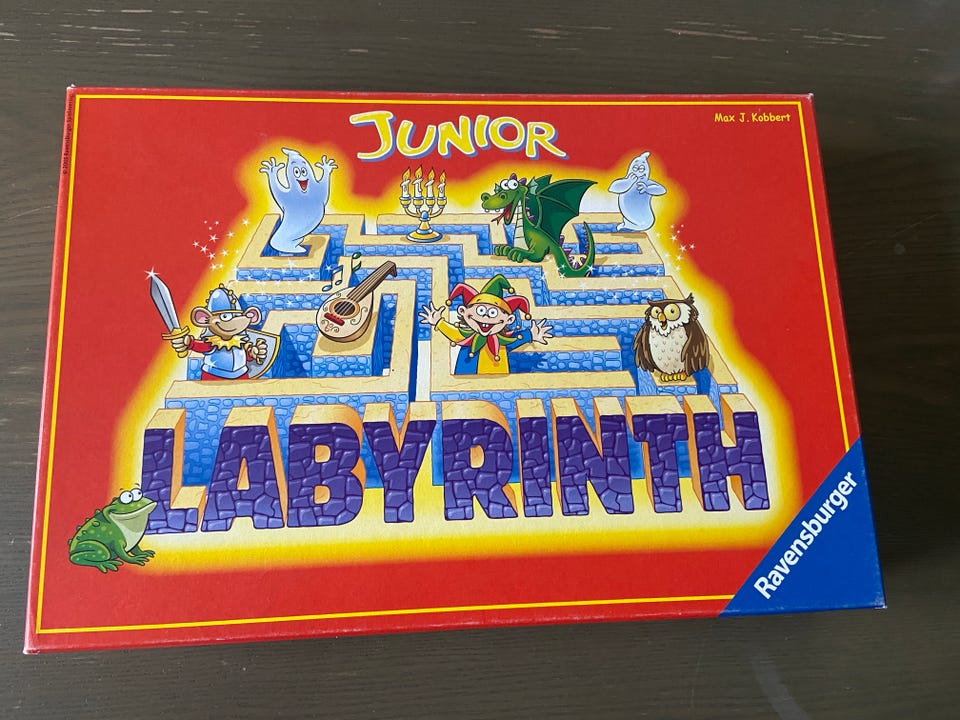 JUNIOR
Max J. Kobbert
LABYRINTH
Ravensburger